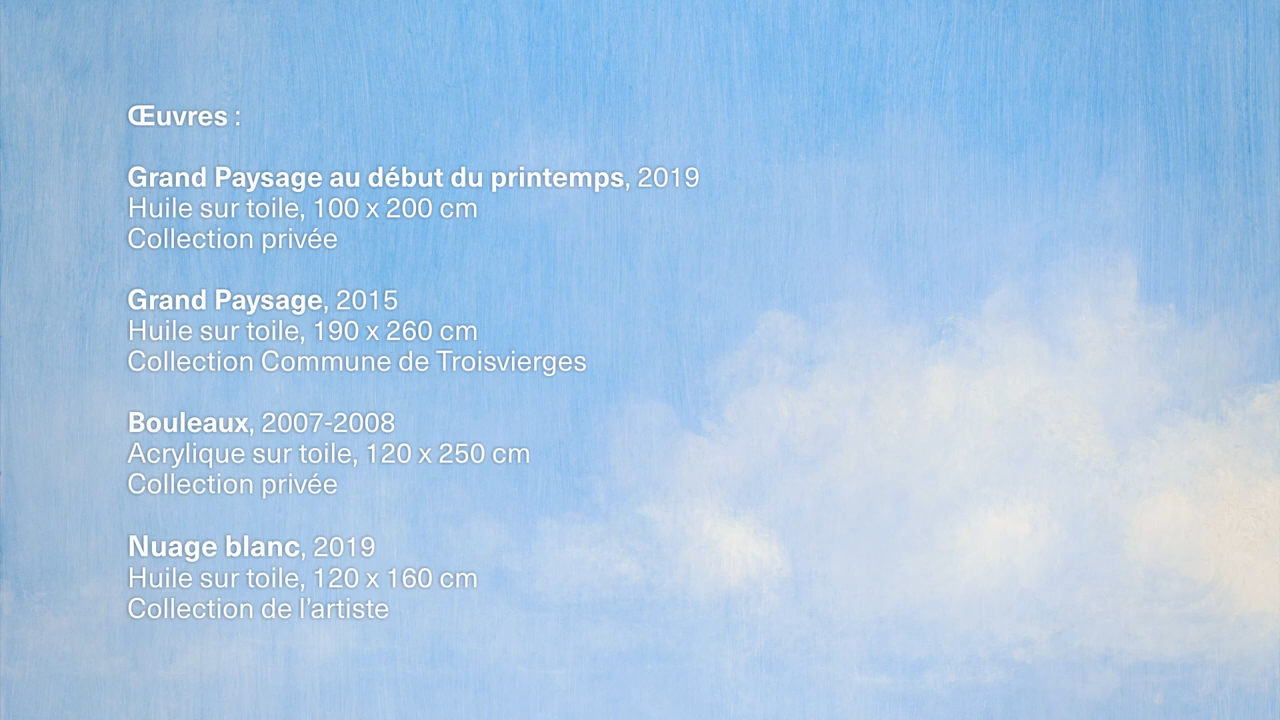 Œuvres :
Grand Paysage au début du printemps, 2019
Huile sur toile, 100 x 200 cm
Collection privée
Grand Paysage, 2015
Huile sur toile, 190 x 260 cm
Collection Commune de Troisvierges
Bouleaux, 2007-2008
Acrylique sur toile, 120 x 250 cm
Collection privée
Nuage blanc, 2019
Huile sur toile, 120 x 160 cm
Collection de l’artiste